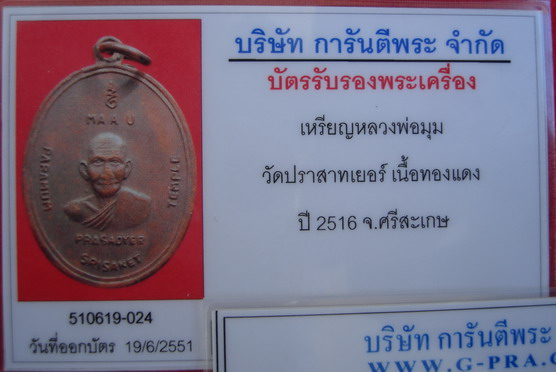 บริษัท การันตีพระ จำกัด
บัตรรับรองพระเครื่อง
เหรียญหลวงพ่อมุม
วัดปราสาทเยอร์ เนื้อทองแดง
ปี 2516 จ.ศรีสะเกษ
MAAU
PARAMUM
TEMPLE
PRASAOYER
SRISAKET
510619-024
วันที่ออกบัตร 19/6/2551
บริษัท การันตีพระ
WWW.G-PRA.